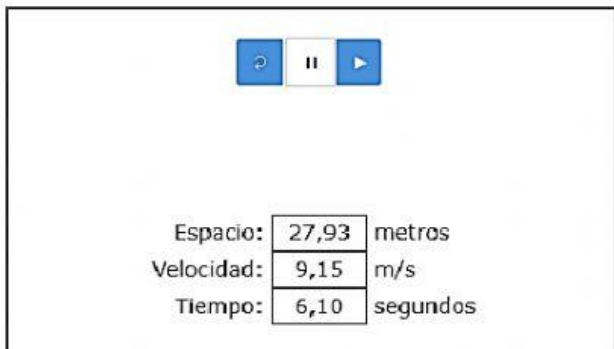 Espacio: 27,93 metros
Velocidad: 9,15 m/s
Tiempo: 6,10 segundos